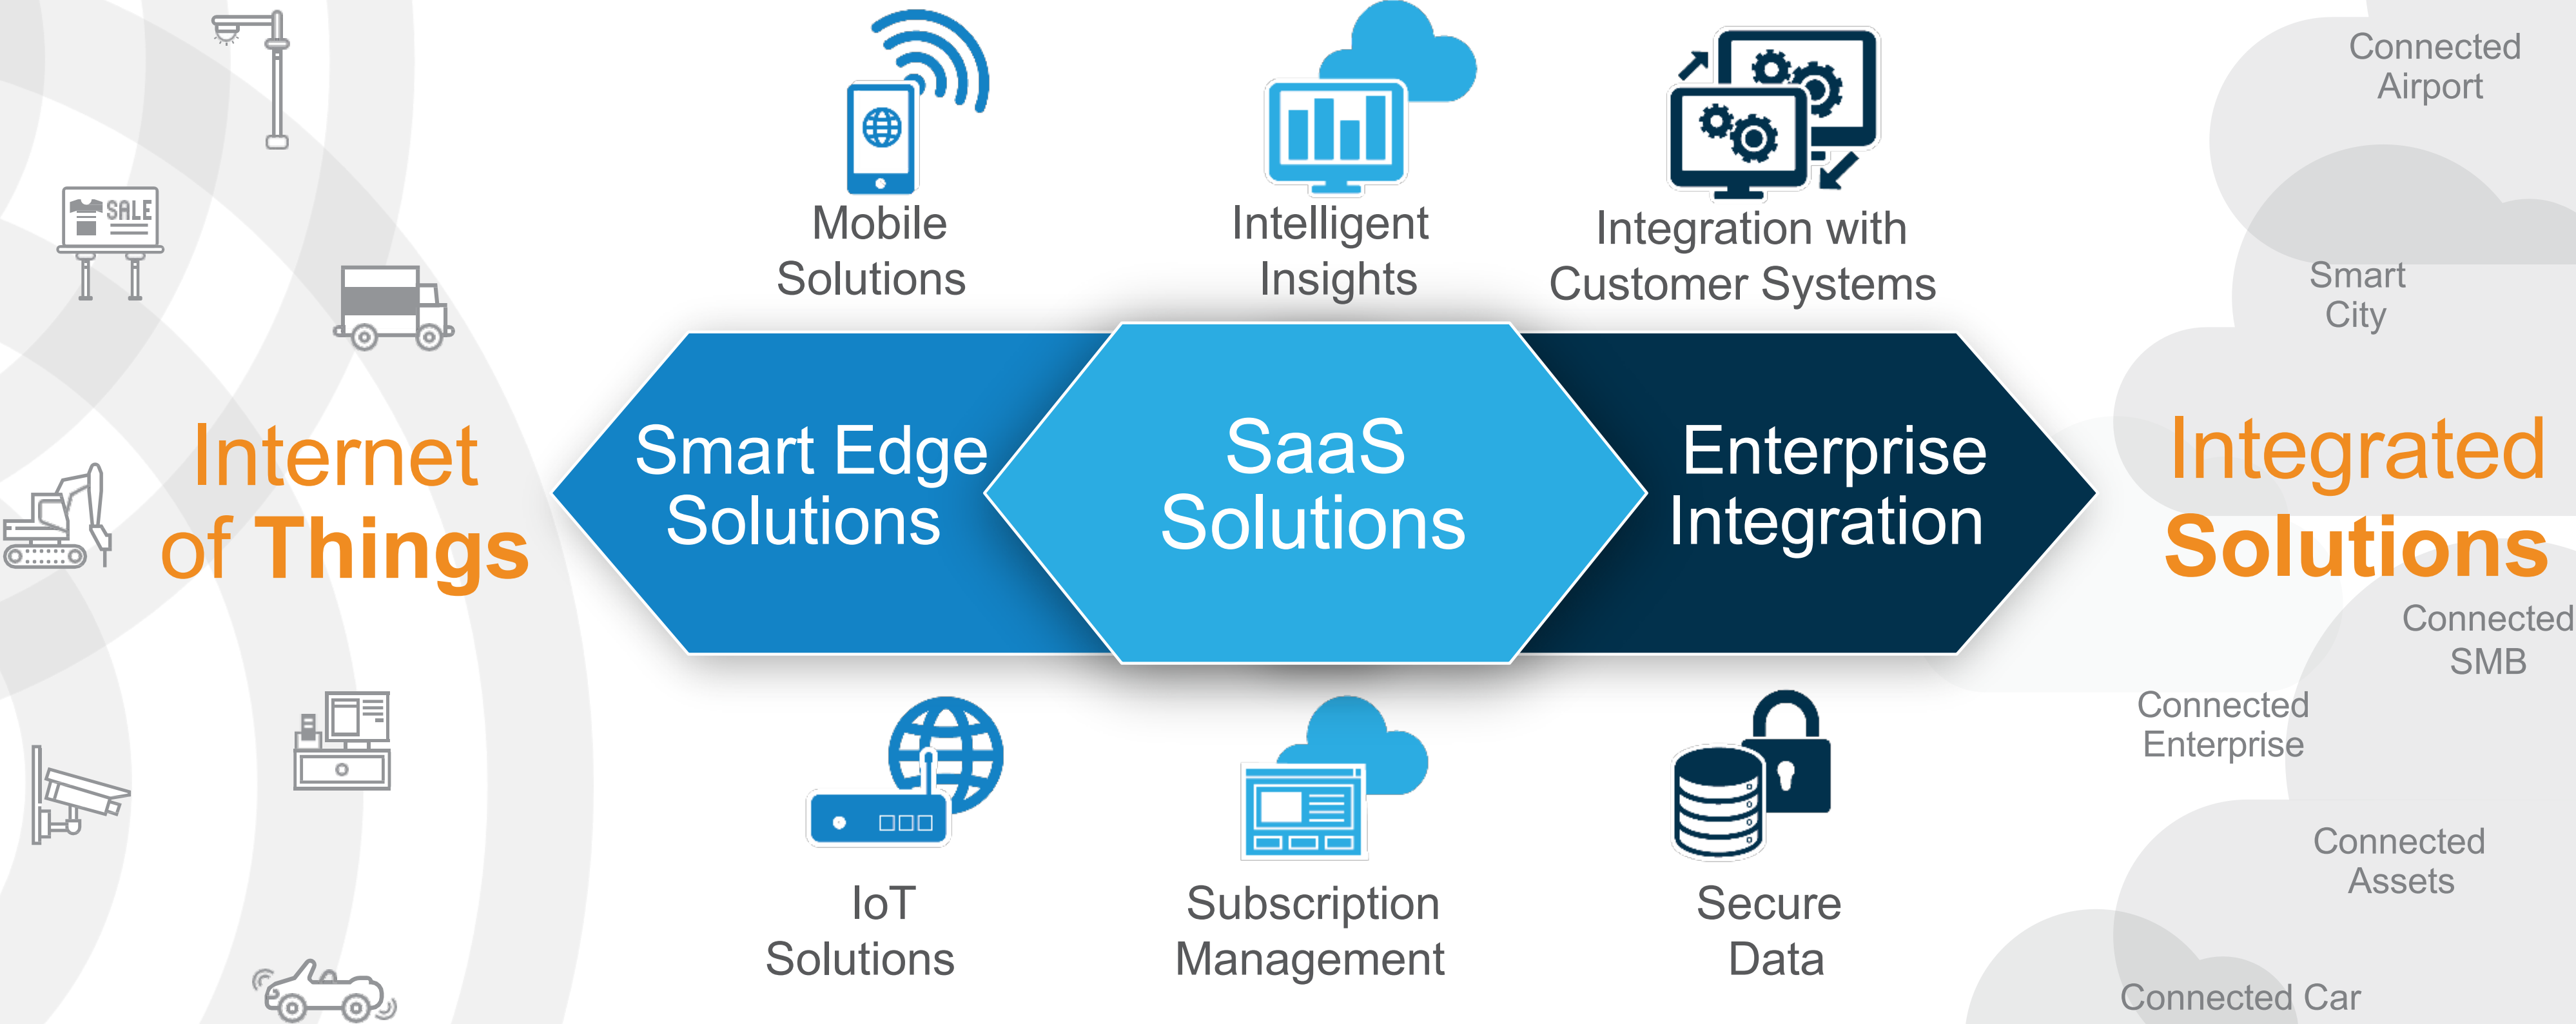 SALE
Internet
of Things
Mobile
Solutions
Intelligent
Insights
Integration with
Customer Systems
Smart Edge
Solutions
SaaS
Solutions
Enterprise
Integration
IoT
Solutions
Subscription
Management
Secure
Data
Connected
Airport
Smart
City
Integrated
Solutions
Connected
SMB
Connected
Enterprise
Connected
Assets
Connected Car